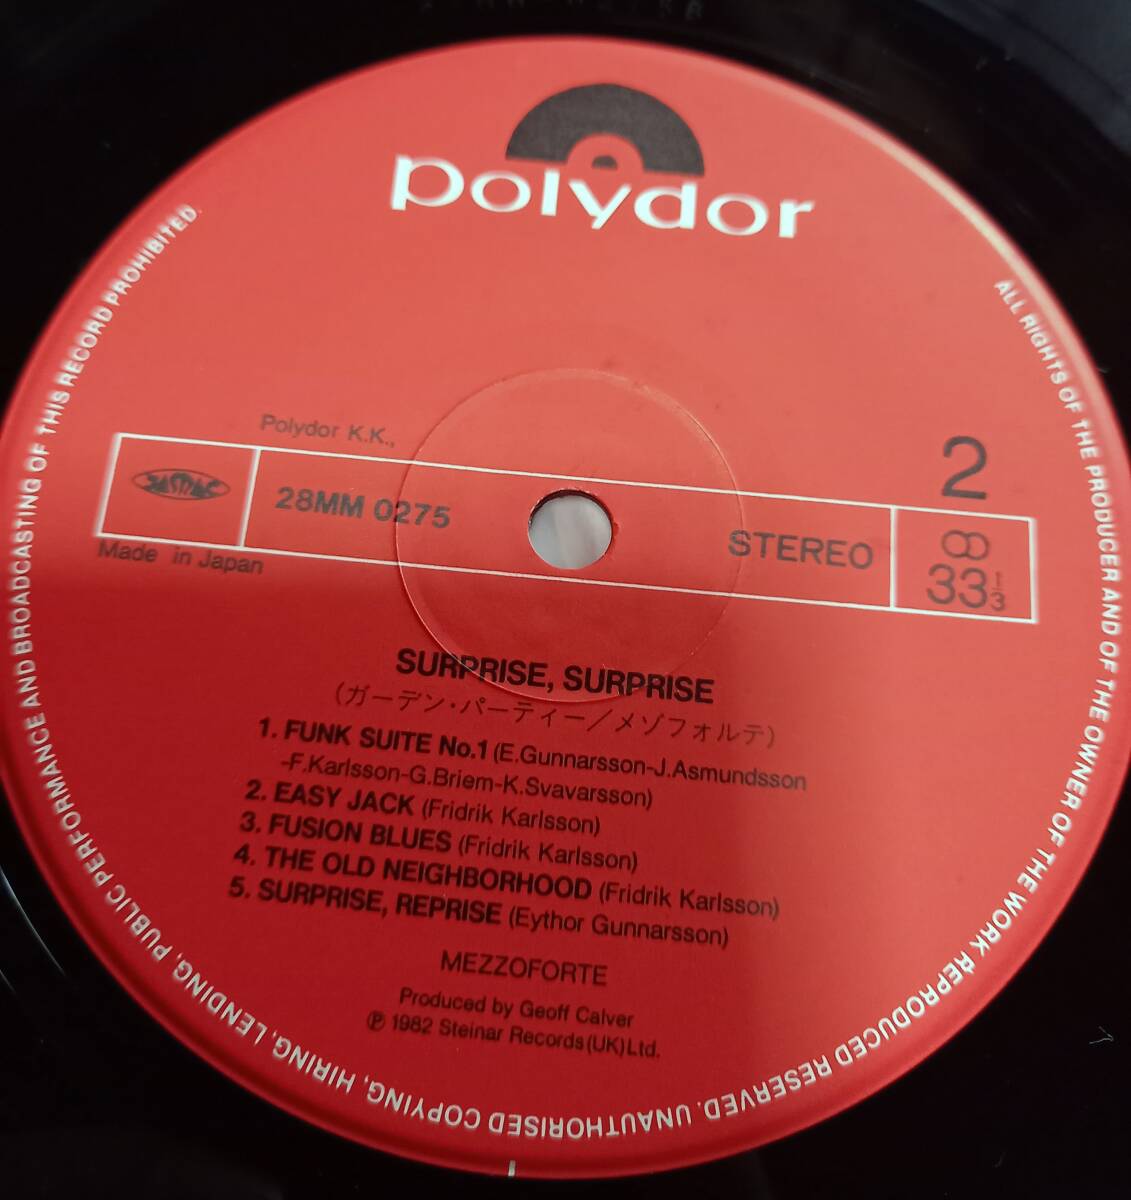 polydor
Polydor K.K.,
2
JASRAC
28MM 0275
STEREO
33 1/3
Made in Japan
SURPRISE, SURPRISE
(ガーデン・パーティー/メゾフォルテ)
1. FUNK SUITE No.1 (E.Gunnarsson-J.Asmundsson
-F.Karlsson-G.Briem-K.Svavarsson)
2. EASY JACK (Fridrik Karlsson)
3. FUSION BLUES (Fridrik Karlsson)
4. THE OLD NEIGHBORHOOD (Fridrik Karlsson)
5. SURPRISE, REPRISE (Eythor Gunnarsson)
MEZZOFORTE
Produced by Geoff Calver
℗ 1982 Steinar Records(UK)Ltd.
ALL RIGHTS OF THE PRODUCER AND OF THE OWNER OF THE WORK REPRODUCED RESERVED. UNAUTHORISED COPYING, HIRING, LENDING, PUBLIC PERFORMANCE AND BROADCASTING OF THIS RECORD PROHIBITED.